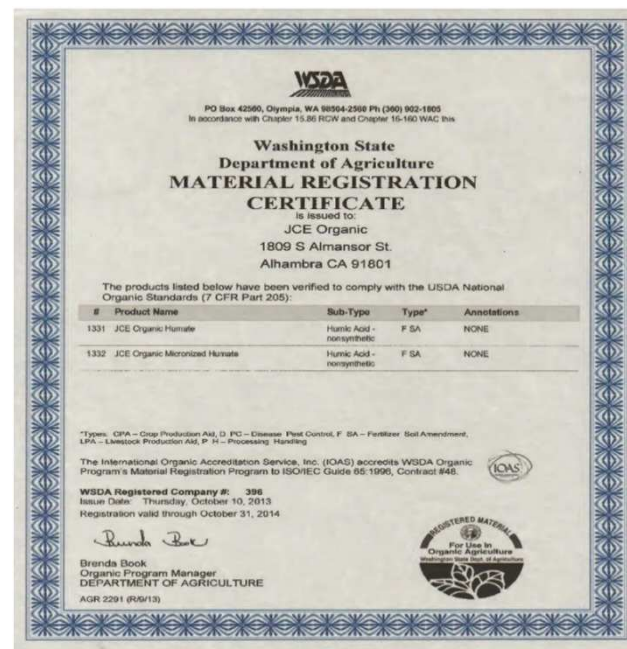 WSDA
PO Box 42560, Olympia, WA 98504-2560 Ph (360) 902-1805
In accordance with Chapter 15.86 RCW and Chapter 16-160 WAC this
Washington State
Department of Agriculture
MATERIAL REGISTRATION
CERTIFICATE
is issued to:
JCE Organic
1809 S Almansor St.
Alhambra CA 91801
The products listed below have been verified to comply with the USDA National
Organic Standards (7 CFR Part 205):
# Product Name Sub-Type Type* Annotations
1331 JCE Organic Humate Humic Acid - F SA NONE
nonsynthetic
1332 JCE Organic Micronized Humate Humic Acid - F SA NONE
nonsynthetic
*Types: CPA – Crop Production Aid, D PC – Disease Pest Control, F SA – Fertilizer Soil Amendment,
LPA – Livestock Production Aid, P H – Processing Handling
The International Organic Accreditation Service, Inc. (IOAS) accredits WSDA Organic
Program's Material Registration Program to ISO/IEC Guide 65:1996, Contract #48.
IOAS
WSDA Registered Company #: 396
Issue Date: Thursday, October 10, 2013
Registration valid through October 31, 2014
Brenda Book
Brenda Book
Organic Program Manager
DEPARTMENT OF AGRICULTURE
AGR 2291 (R/9/13)
REGISTERED MATERIAL
For Use In
Organic Agriculture
Washington State Dept. of Agriculture